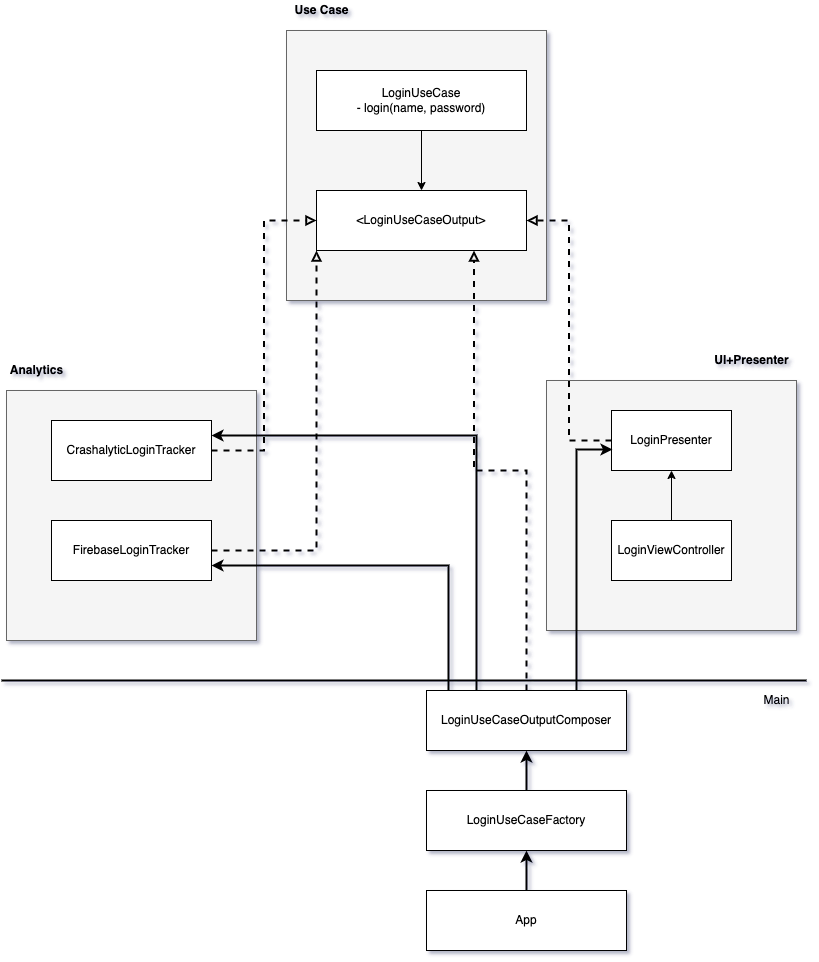 Use Case
LoginUseCase
- login(name, password)
<LoginUseCaseOutput>
Analytics
UI+Presenter
CrashalyticLoginTracker
LoginPresenter
FirebaseLoginTracker
LoginViewController
Main
LoginUseCaseOutputComposer
LoginUseCaseFactory
App